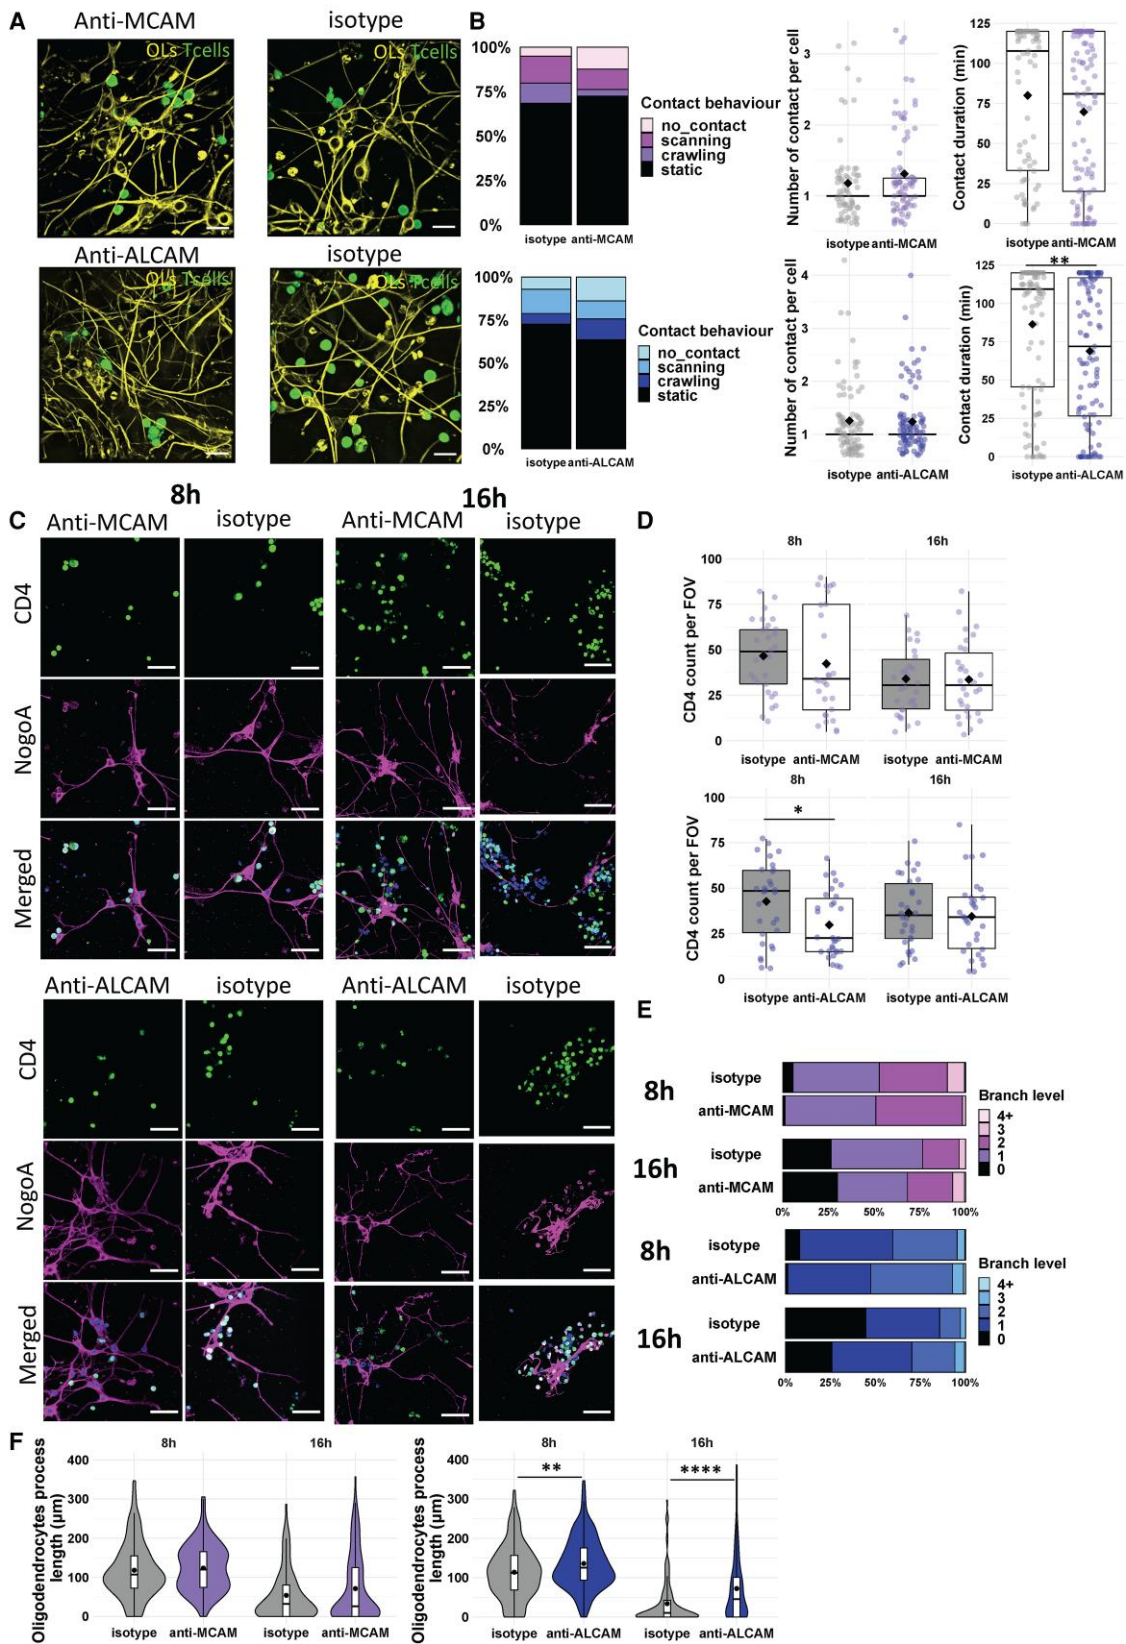 A
Anti-MCAM
isotype
OLs Tcells
OLs Tcells
Anti-ALCAM
isotype
OLs Tcells
OLs Tcells
B
100%
75%
50%
25%
0%
isotype anti-MCAM
Contact behaviour
no_contact
scanning
crawling
static
Number of contact per cell
3
2
1
isotype anti-MCAM
Contact duration (min)
125
100
75
50
25
0
isotype anti-MCAM
100%
75%
50%
25%
0%
isotype anti-ALCAM
Contact behaviour
no_contact
scanning
crawling
static
Number of contact per cell
4
3
2
1
isotype anti-ALCAM
Contact duration (min)
**
125
100
75
50
25
0
isotype anti-ALCAM
C
8h
16h
Anti-MCAM
isotype
Anti-MCAM
isotype
CD4
NogoA
Merged
Anti-ALCAM
isotype
Anti-ALCAM
isotype
CD4
NogoA
Merged
D
8h
16h
CD4 count per FOV
100
75
50
25
0
isotype anti-MCAM isotype anti-MCAM
8h
16h
CD4 count per FOV
100
75
50
25
0
*
isotype anti-ALCAM isotype anti-ALCAM
E
8h
isotype
anti-MCAM
16h
isotype
anti-MCAM
0% 25% 50% 75% 100%
Branch level
4+
3
2
1
0
8h
isotype
anti-ALCAM
16h
isotype
anti-ALCAM
0% 25% 50% 75% 100%
Branch level
4+
3
2
1
0
F
8h
16h
Oligodendrocytes process
length (µm)
400
300
200
100
0
isotype anti-MCAM isotype anti-MCAM
8h
16h
Oligodendrocytes process
length (µm)
400
300
200
100
0
**
****
isotype anti-ALCAM isotype anti-ALCAM